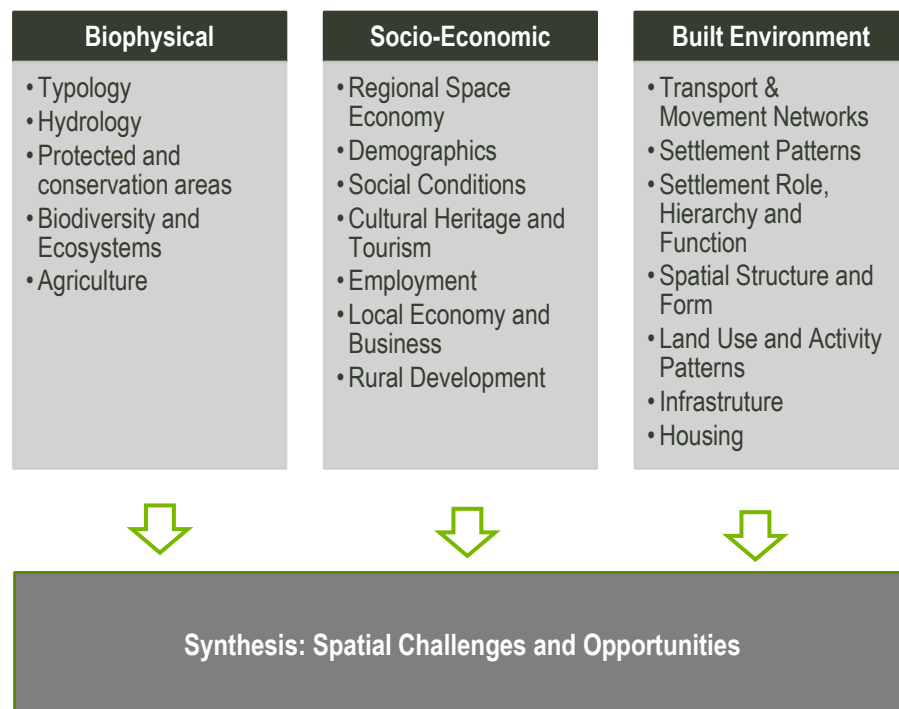 Biophysical
• Typology
• Hydrology
• Protected and
conservation areas
• Biodiversity and
Ecosystems
• Agriculture
Socio-Economic
• Regional Space
Economy
• Demographics
• Social Conditions
• Cultural Heritage and
Tourism
• Employment
• Local Economy and
Business
• Rural Development
Built Environment
• Transport &
Movement Networks
• Settlement Patterns
• Settlement Role,
Hierarchy and
Function
• Spatial Structure and
Form
• Land Use and Activity
Patterns
• Infrastruture
• Housing
Synthesis: Spatial Challenges and Opportunities